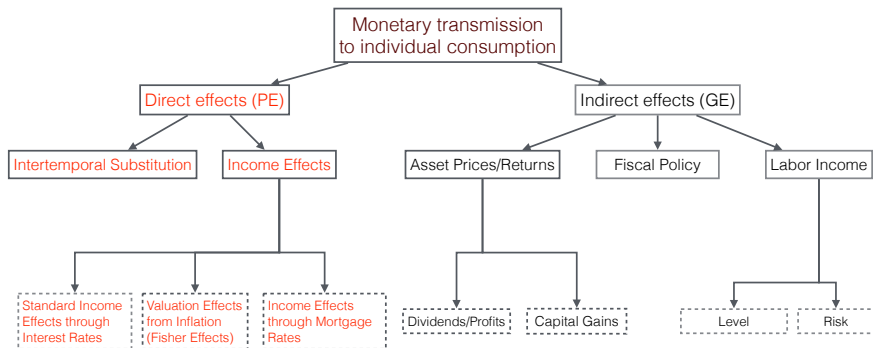 Monetary transmission
to individual consumption
Direct effects (PE)
Indirect effects (GE)
Intertemporal Substitution
Income Effects
Asset Prices/Returns
Fiscal Policy
Labor Income
Standard Income
Effects through
Interest Rates
Valuation Effects
from Inflation
(Fisher Effects)
Income Effects
through Mortgage
Rates
Dividends/Profits
Capital Gains
Level
Risk